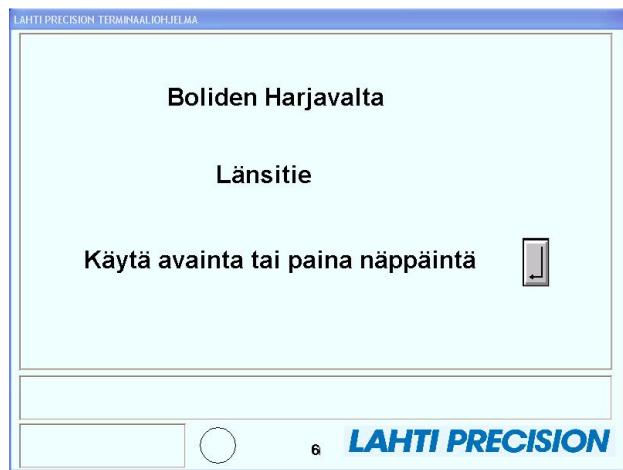 LAHTI PRECISION TERMINAALIOHJELMA
Boliden Harjavalta
Länsitie
Käytä avainta tai paina näppäintä
6
LAHTI PRECISION